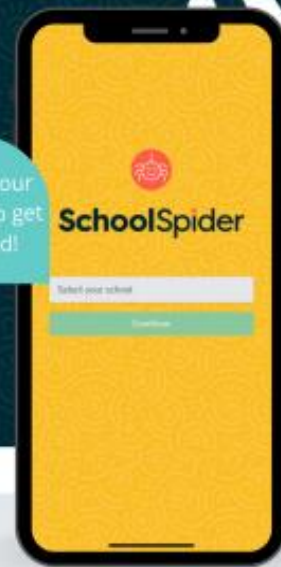 our
o get
d!
SchoolSpider
Select your school
Continue